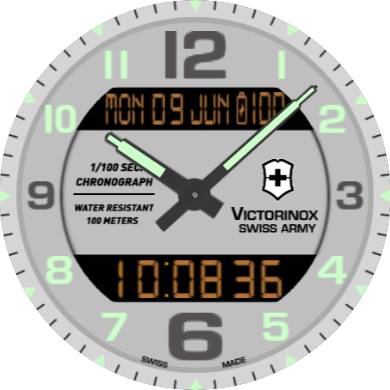 12
11 1
MON 09 JUN 100
10 2
1/100 SEC.
CHRONOGRAPH
9 3
WATER RESISTANT
100 METERS
VICTORINOX
SWISS ARMY
10:08 36
8 4
7 5
6
SWISS MADE